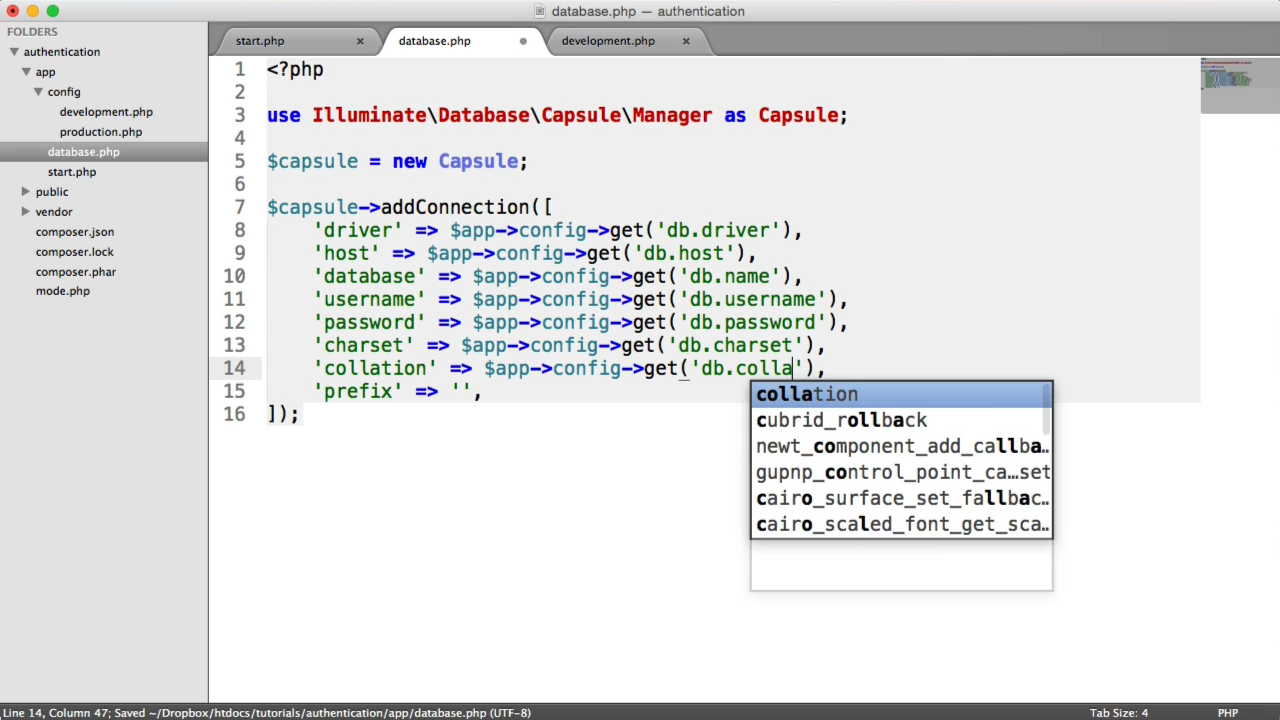 database.php — authentication
FOLDERS
authentication
app
config
development.php
production.php
database.php
start.php
public
vendor
composer.json
composer.lock
composer.phar
mode.php
start.php × database.php development.php ×
1 <?php
2
3 use Illuminate\Database\Capsule\Manager as Capsule;
4
5 $capsule = new Capsule;
6
7 $capsule->addConnection([
8     'driver' => $app->config->get('db.driver'),
9     'host' => $app->config->get('db.host'),
10     'database' => $app->config->get('db.name'),
11     'username' => $app->config->get('db.username'),
12     'password' => $app->config->get('db.password'),
13     'charset' => $app->config->get('db.charset'),
14     'collation' => $app->config->get('db.colla'),
15     'prefix' => '',
16 ]);
collation
cubrid_rollback
newt_component_add_callba…
gupnp_control_point_ca…set
cairo_surface_set_fallbac…
cairo_scaled_font_get_sca…
Line 14, Column 47; Saved ~/Dropbox/htdocs/tutorials/authentication/app/database.php (UTF-8) Tab Size: 4 PHP